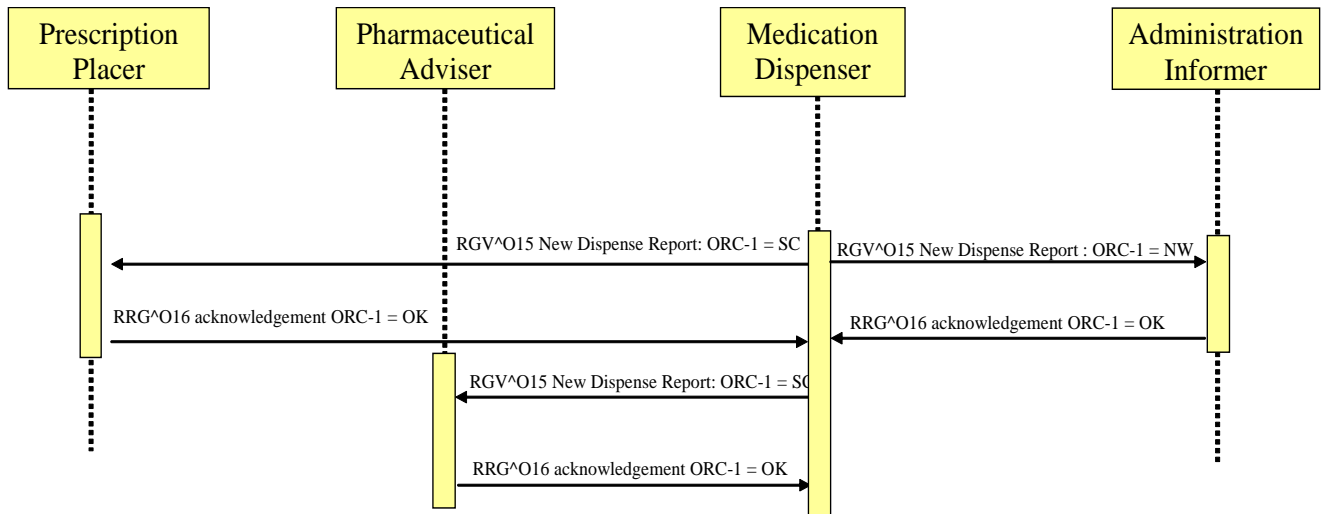 Prescription
Placer
Pharmaceutical
Adviser
Medication
Dispenser
Administration
Informer
RGV^O15 New Dispense Report: ORC-1 = SC
RGV^O15 New Dispense Report : ORC-1 = NW
RRG^O16 acknowledgement ORC-1 = OK
RRG^O16 acknowledgement ORC-1 = OK
RGV^O15 New Dispense Report: ORC-1 = SC
RRG^O16 acknowledgement ORC-1 = OK